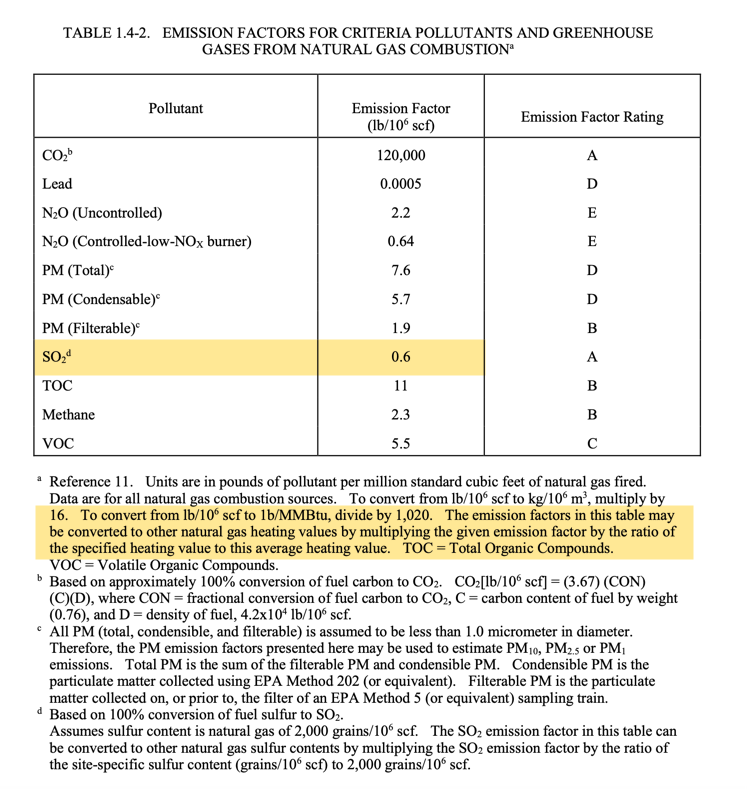 TABLE 1.4-2. EMISSION FACTORS FOR CRITERIA POLLUTANTS AND GREENHOUSE
GASES FROM NATURAL GAS COMBUSTIONᵃ
Pollutant Emission Factor (lb/10⁶ scf) Emission Factor Rating
CO₂ᵇ 120,000 A
Lead 0.0005 D
N₂O (Uncontrolled) 2.2 E
N₂O (Controlled-low-NOₓ burner) 0.64 E
PM (Total)ᶜ 7.6 D
PM (Condensable)ᶜ 5.7 D
PM (Filterable)ᶜ 1.9 B
SO₂ᵈ 0.6 A
TOC 11 B
Methane 2.3 B
VOC 5.5 C
ᵃ Reference 11. Units are in pounds of pollutant per million standard cubic feet of natural gas fired.
Data are for all natural gas combustion sources. To convert from lb/10⁶ scf to kg/10⁶ m³, multiply by
16. To convert from lb/10⁶ scf to 1b/MMBtu, divide by 1,020. The emission factors in this table may
be converted to other natural gas heating values by multiplying the given emission factor by the ratio of
the specified heating value to this average heating value. TOC = Total Organic Compounds.
VOC = Volatile Organic Compounds.
ᵇ Based on approximately 100% conversion of fuel carbon to CO₂. CO₂[lb/10⁶ scf] = (3.67) (CON)
(C)(D), where CON = fractional conversion of fuel carbon to CO₂, C = carbon content of fuel by weight
(0.76), and D = density of fuel, 4.2x10⁴ lb/10⁶ scf.
ᶜ All PM (total, condensible, and filterable) is assumed to be less than 1.0 micrometer in diameter.
Therefore, the PM emission factors presented here may be used to estimate PM₁₀, PM₂.₅ or PM₁
emissions. Total PM is the sum of the filterable PM and condensible PM. Condensible PM is the
particulate matter collected using EPA Method 202 (or equivalent). Filterable PM is the particulate
matter collected on, or prior to, the filter of an EPA Method 5 (or equivalent) sampling train.
ᵈ Based on 100% conversion of fuel sulfur to SO₂.
Assumes sulfur content is natural gas of 2,000 grains/10⁶ scf. The SO₂ emission factor in this table can
be converted to other natural gas sulfur contents by multiplying the SO₂ emission factor by the ratio of
the site-specific sulfur content (grains/10⁶ scf) to 2,000 grains/10⁶ scf.